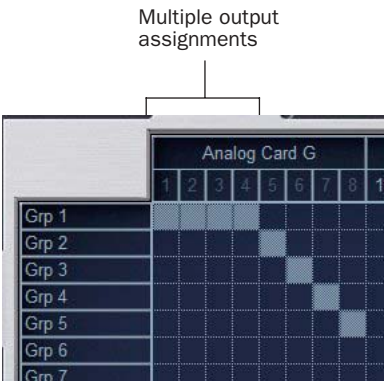 Multiple output
assignments
Analog Card G
1 2 3 4 5 6 7 8 1
Grp 1
Grp 2
Grp 3
Grp 4
Grp 5
Grp 6
Grp 7